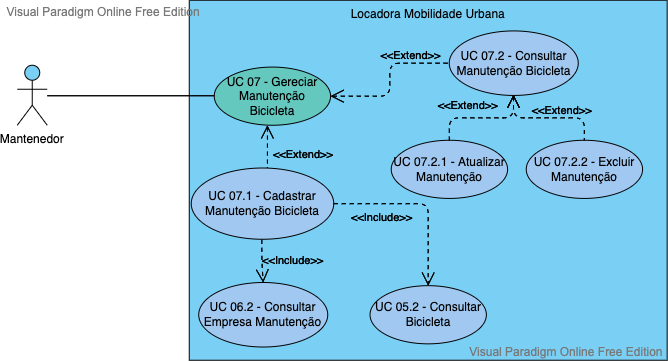 Visual Paradigm Online Free Edition
Locadora Mobilidade Urbana
Mantenedor
UC 07 - Gereciar
Manutenção
Bicicleta
<<Extend>>
UC 07.2 - Consultar
Manutenção Bicicleta
<<Extend>>
<<Extend>>
UC 07.2.1 - Atualizar
Manutenção
UC 07.2.2 - Excluir
Manutenção
<<Extend>>
UC 07.1 - Cadastrar
Manutenção Bicicleta
<<Include>>
<<Include>>
UC 06.2 - Consultar
Empresa Manutenção
UC 05.2 - Consultar
Bicicleta
Visual Paradigm Online Free Edition